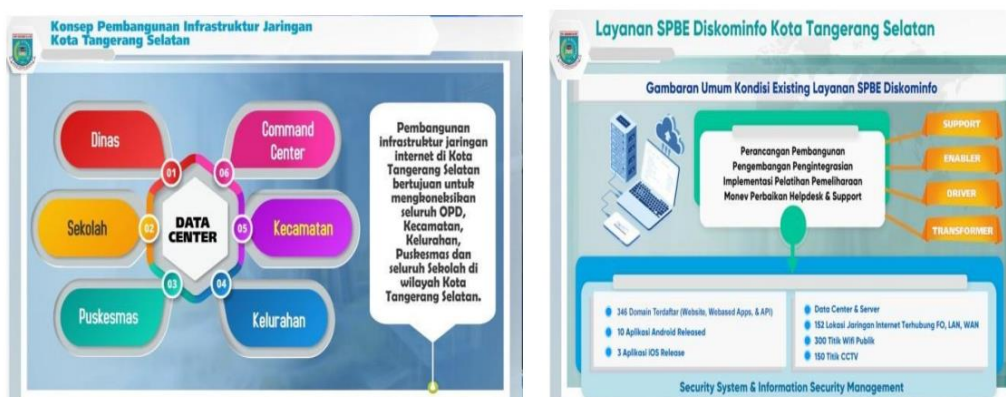 Konsep Pembangunan Infrastruktur Jaringan
Kota Tangerang Selatan
Dinas
01
Sekolah
02
Puskesmas
03
DATA
CENTER
Command
Center
06
Kecamatan
05
Kelurahan
04
Pembangunan
infrastruktur jaringan
internet di Kota
Tangerang Selatan
bertujuan untuk
mengkoneksikan
seluruh OPD,
Kecamatan,
Kelurahan,
Puskesmas dan
seluruh Sekolah di
wilayah Kota
Tangerang Selatan.
Layanan SPBE Diskominfo Kota Tangerang Selatan
Gambaran Umum Kondisi Existing Layanan SPBE Diskominfo
Perancangan Pembangunan
Pengembangan Pengintegrasian
Implementasi Pelatihan Pemeliharaan
Monev Perbaikan Helpdesk & Support
SUPPORT
ENABLER
DRIVER
TRANSFORMER
346 Domain Terdaftar (Website, Webased Apps, & API)
10 Aplikasi Android Released
3 Aplikasi iOS Release
Data Center & Server
152 Lokasi Jaringan Internet Terhubung FO, LAN, WAN
300 Titik Wifi Publik
150 Titik CCTV
Security System & Information Security Management